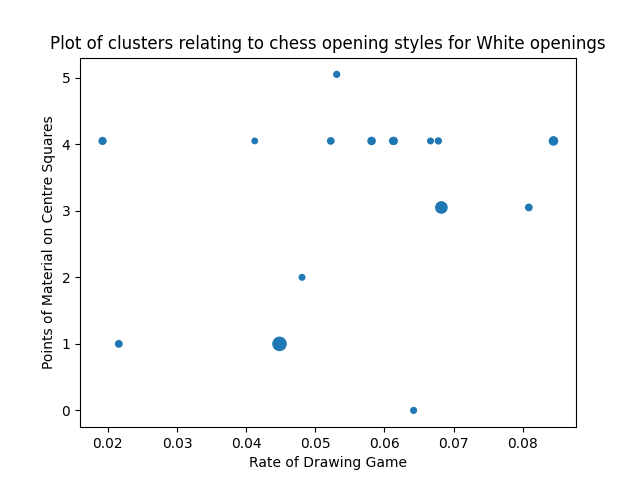 Plot of clusters relating to chess opening styles for White openings
5
4
3
2
1
0
Points of Material on Centre Squares
0.02 0.03 0.04 0.05 0.06 0.07 0.08
Rate of Drawing Game